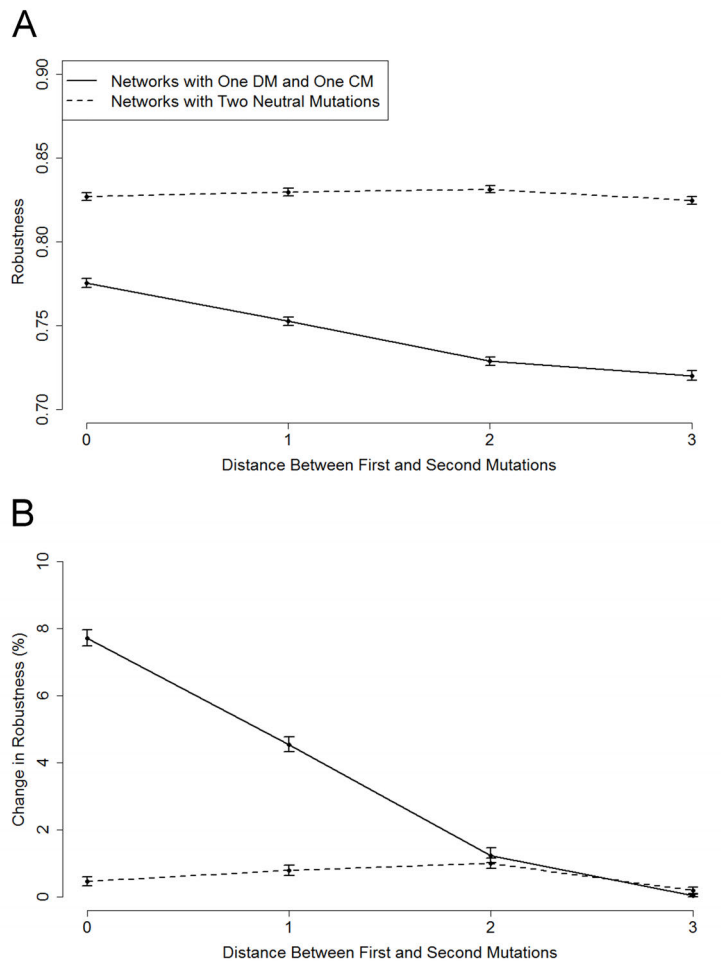 A
Networks with One DM and One CM
Networks with Two Neutral Mutations
Robustness
0.90
0.85
0.80
0.75
0.70
0 1 2 3
Distance Between First and Second Mutations
B
Change in Robustness (%)
10
8
6
4
2
0
0 1 2 3
Distance Between First and Second Mutations